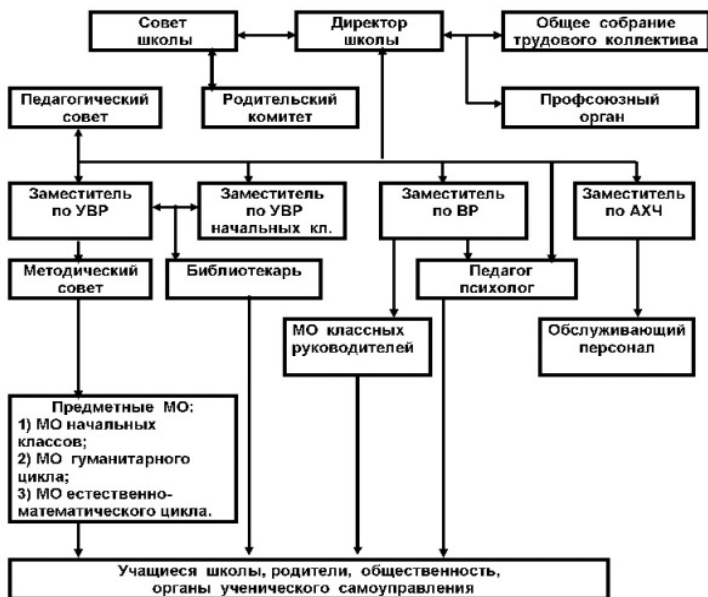 Совет
школы
Директор
школы
Общее собрание
трудового коллектива
Педагогический
совет
Родительский
комитет
Профсоюзный
орган
Заместитель
по УВР
Заместитель
по УВР
начальных кл.
Заместитель
по ВР
Заместитель
по АХЧ
Методический
совет
Библиотекарь
Педагог
психолог
МО классных
руководителей
Обслуживающий
персонал
Предметные МО:
1) МО начальных
классов;
2) МО гуманитарного
цикла;
3) МО естественно-
математического цикла.
Учащиеся школы, родители, общественность,
органы ученического самоуправления